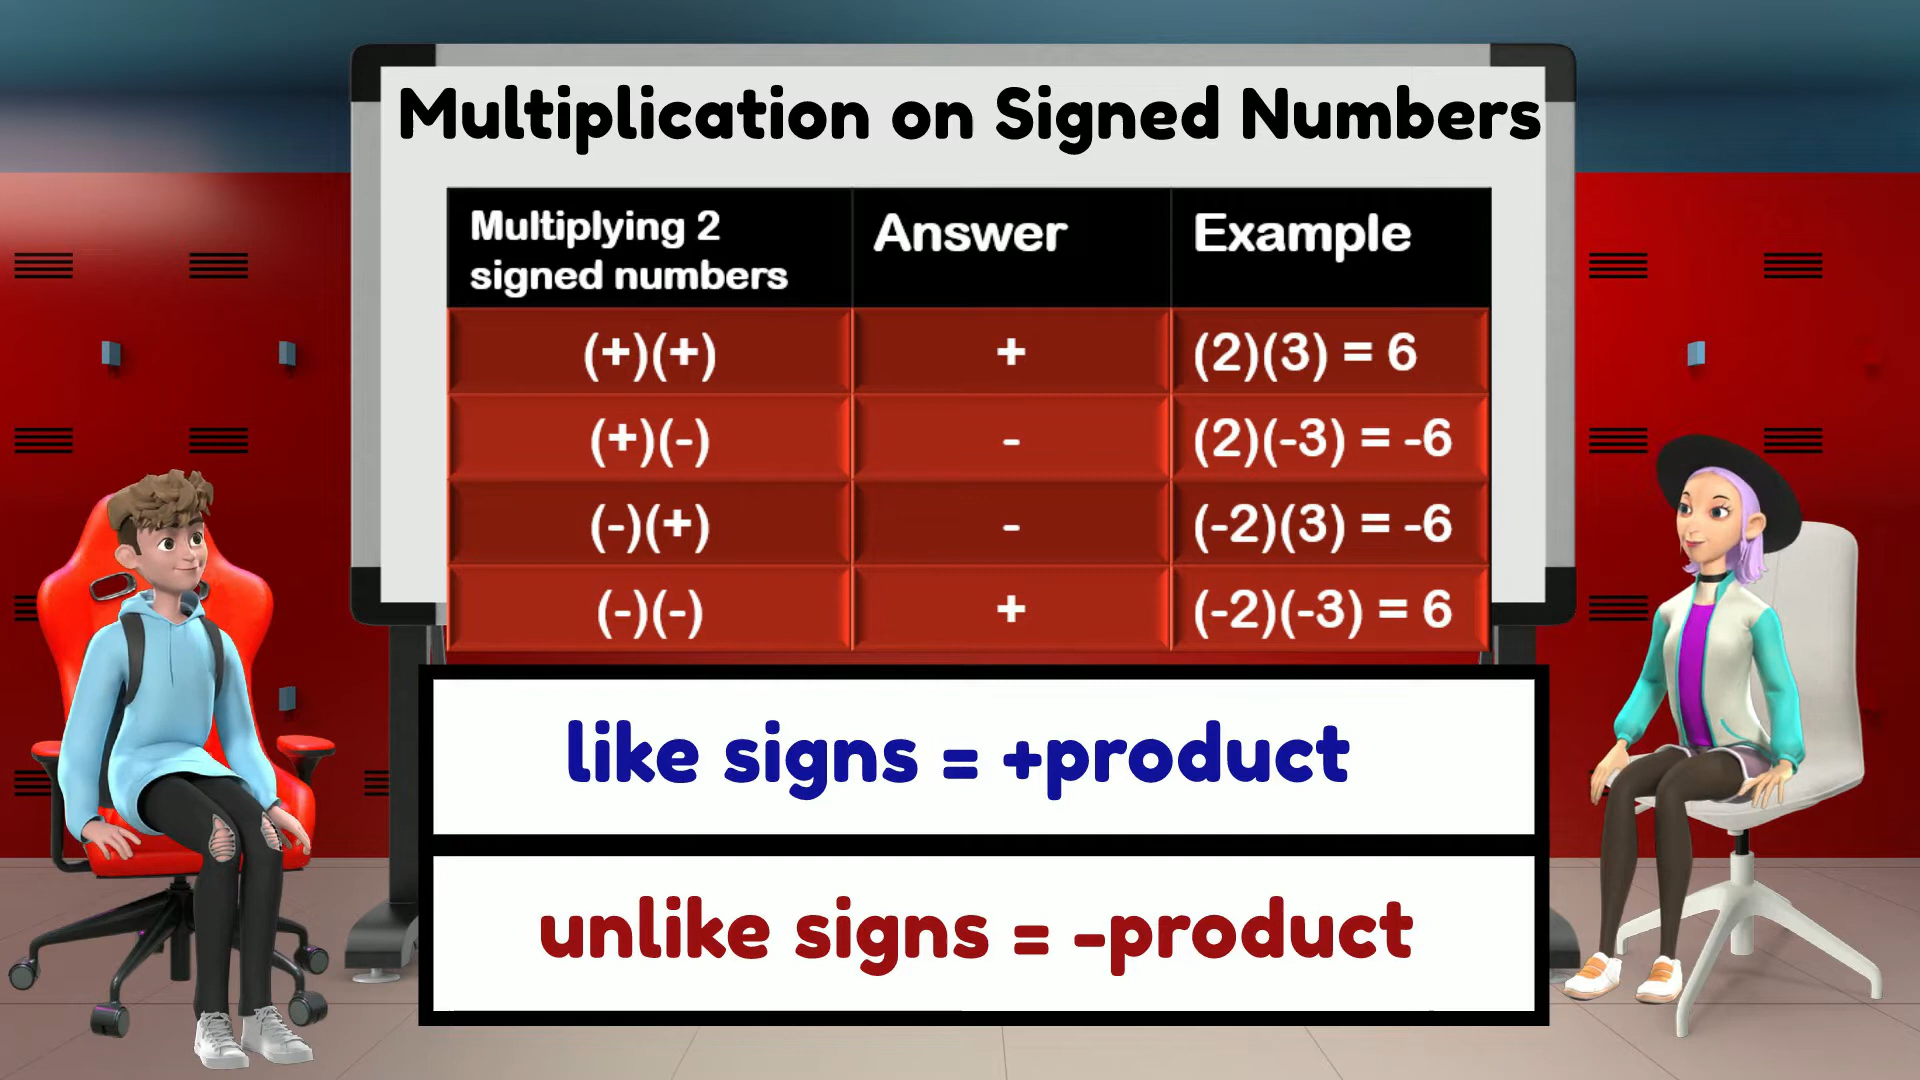 Multiplication on Signed Numbers
Multiplying 2 signed numbers Answer Example
(+)(+) + (2)(3) = 6
(+)(-) - (2)(-3) = -6
(-)(+) - (-2)(3) = -6
(-)(-) + (-2)(-3) = 6
like signs = +product
unlike signs = -product